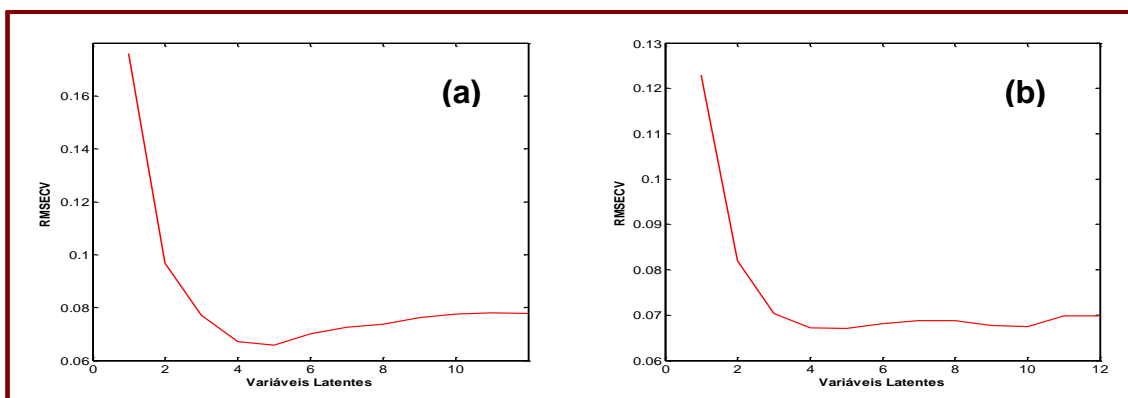 (a)
0.16
0.14
0.12
0.1
0.08
0.06
RMSECV
0 2 4 6 8 10
Variáveis Latentes
(b)
0.13
0.12
0.11
0.1
0.09
0.08
0.07
0.06
RMSECV
0 2 4 6 8 10 12
Variáveis Latentes